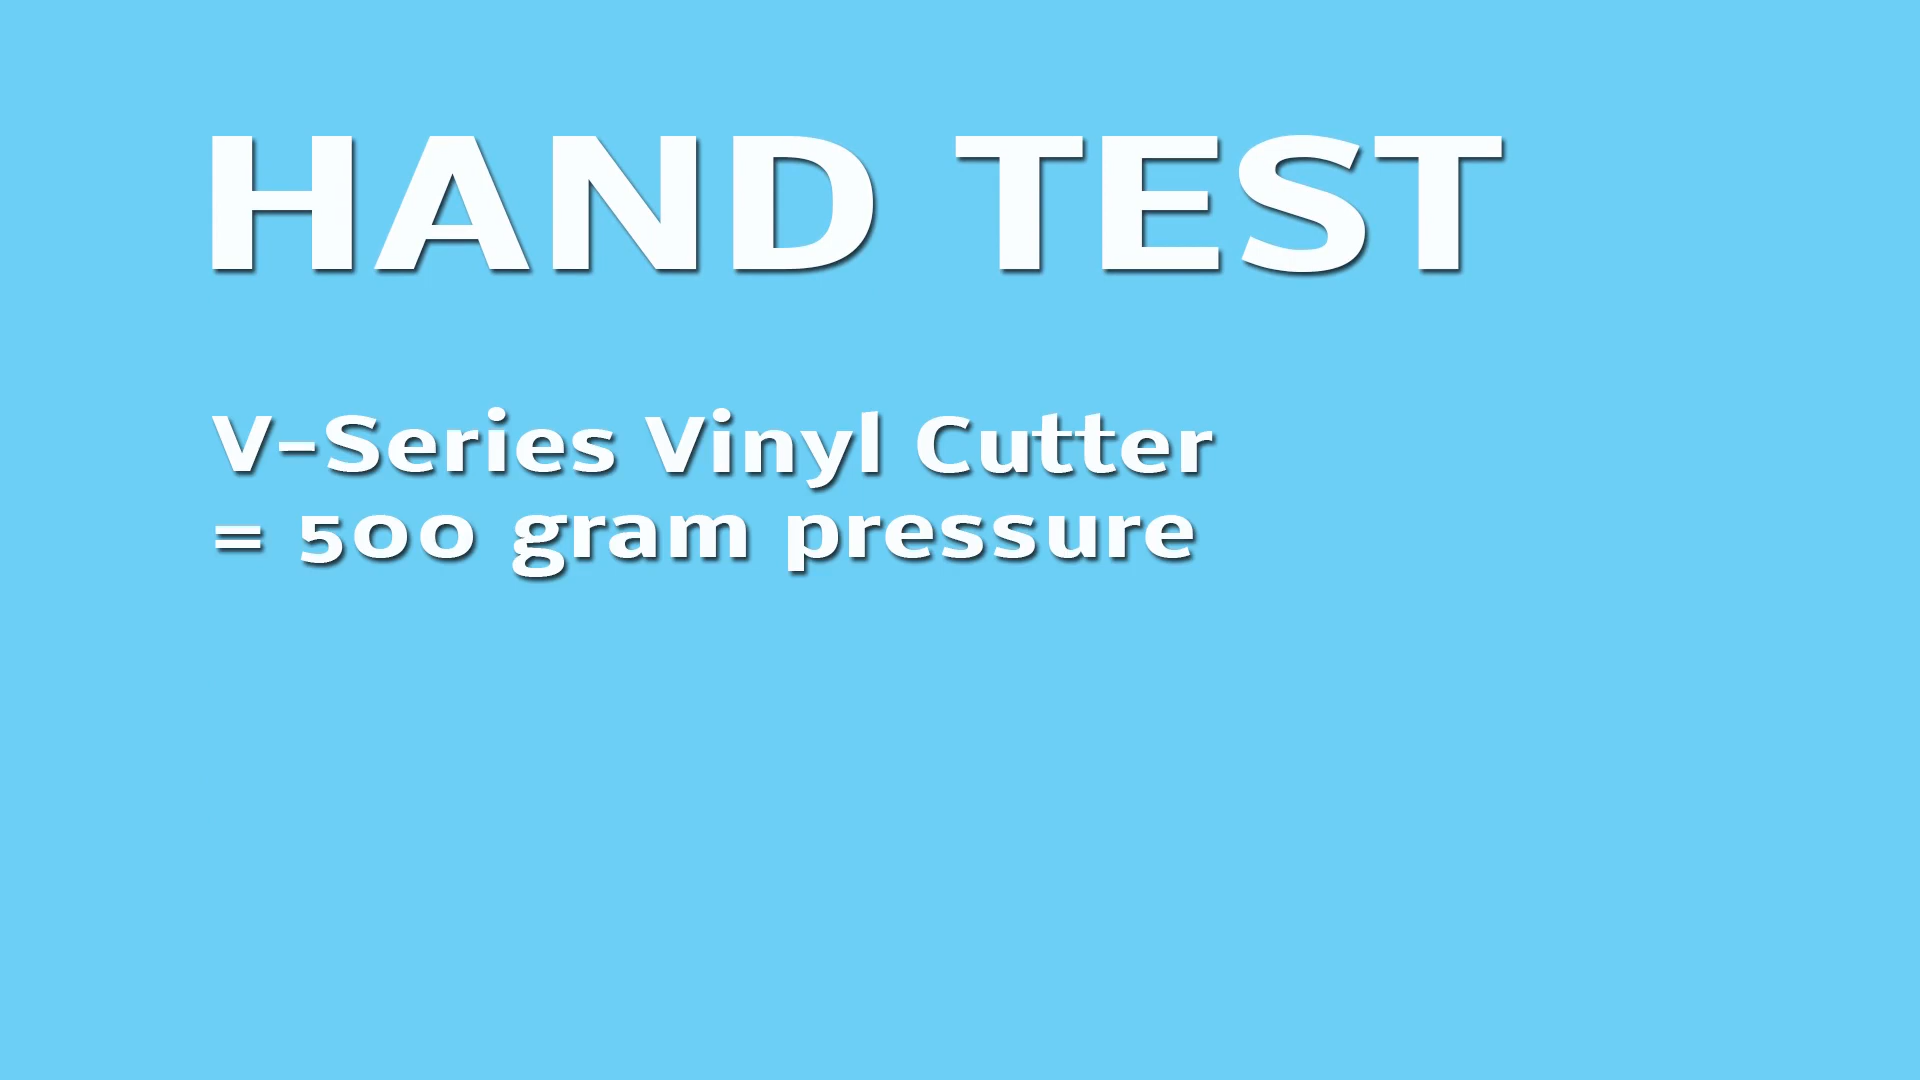 HAND TEST
V-Series Vinyl Cutter
= 500 gram pressure